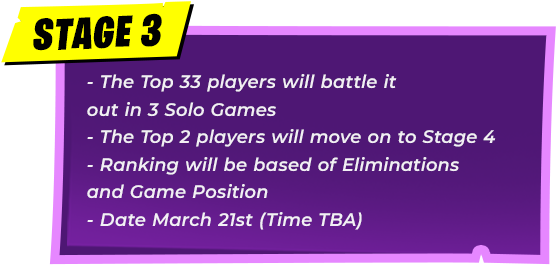 STAGE 3
- The Top 33 players will battle it
out in 3 Solo Games
- The Top 2 players will move on to Stage 4
- Ranking will be based of Eliminations
and Game Position
- Date March 21st (Time TBA)